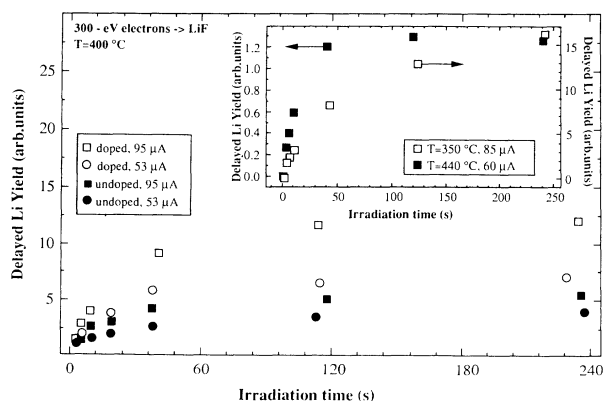 300 - eV electrons -> LiF
T=400 °C
Delayed Li Yield (arb.units)
25
20
15
10
5
0
60
120
180
240
Irradiation time (s)
doped, 95 µA
doped, 53 µA
undoped, 95 µA
undoped, 53 µA
Delayed Li Yield (arb.units)
1.2
1.0
0.8
0.6
0.4
0.2
0.0
0
50
100
150
200
250
Irradiation time (s)
T=350 °C, 85 µA
T=440 °C, 60 µA
15
10
5
0
Delayed Li Yield (arb.units)